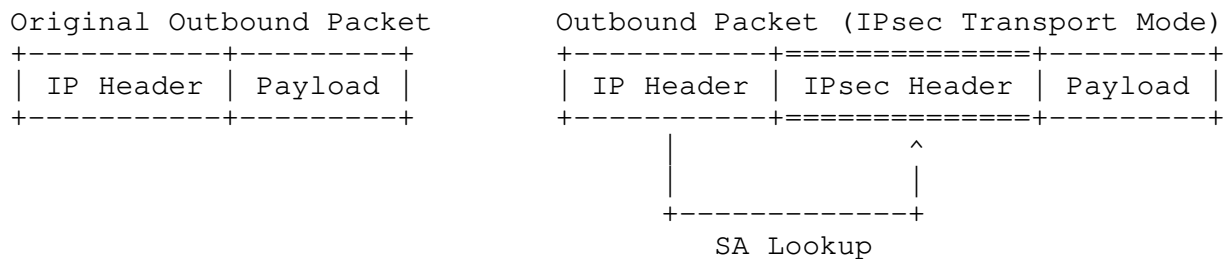 Original Outbound Packet Outbound Packet (IPsec Transport Mode)
+-----------+---------+ +-----------+==============+---------+
| IP Header | Payload | | IP Header | IPsec Header | Payload |
+-----------+---------+ +-----------+==============+---------+
| ^
| |
+-------------+
SA Lookup